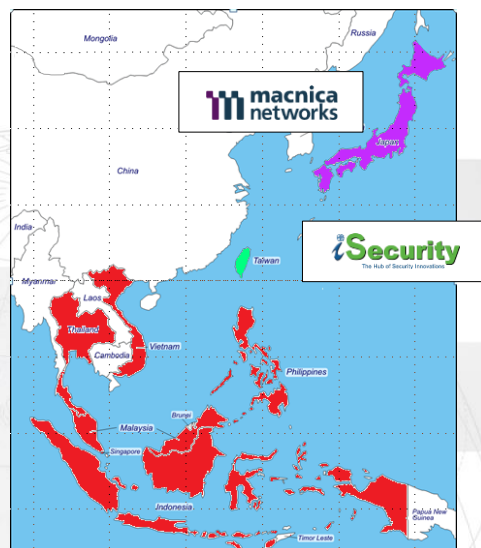 Mongolia
Russia
macnica
networks
Japan
China
iSecurity
The Hub of Security Innovations
India
Taiwan
Myanmar
Laos
Thailand
Vietnam
Cambodia
Philippines
Brunei
Malaysia
Singapore
Indonesia
Papua New
Guinea
Timor Leste